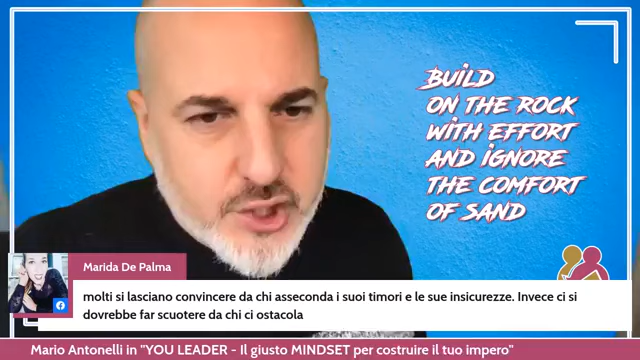 BUILD
ON THE ROCK
WITH EFFORT
AND IGNORE
THE COMFORT
OF SAND
Marida De Palma
molti si lasciano convincere da chi asseconda i suoi timori e le sue insicurezze. Invece ci si
dovrebbe far scuotere da chi ci ostacola
Mario Antonelli in "YOU LEADER - Il giusto MINDSET per costruire il tuo impero"